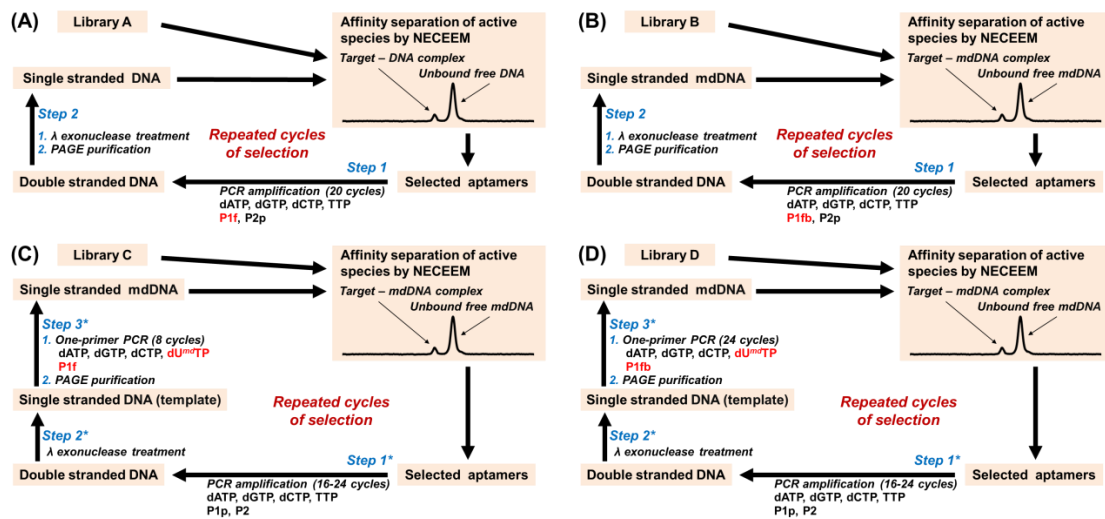 (A)
Library A
Affinity separation of active
species by NECEEM
Target – DNA complex
Unbound free DNA
Single stranded DNA
Step 2
1. λ exonuclease treatment
2. PAGE purification
Repeated cycles
of selection
Step 1
Double stranded DNA
Selected aptamers
PCR amplification (20 cycles)
dATP, dGTP, dCTP, TTP
P1f, P2p
(B)
Library B
Affinity separation of active
species by NECEEM
Target – mdDNA complex
Unbound free mdDNA
Single stranded mdDNA
Step 2
1. λ exonuclease treatment
2. PAGE purification
Repeated cycles
of selection
Step 1
Double stranded DNA
Selected aptamers
PCR amplification (20 cycles)
dATP, dGTP, dCTP, TTP
P1fb, P2p
(C)
Library C
Affinity separation of active
species by NECEEM
Target – mdDNA complex
Unbound free mdDNA
Single stranded mdDNA
Step 3*
1. One-primer PCR (8 cycles)
dATP, dGTP, dCTP, dUᵐᵈTP
P1f
2. PAGE purification
Single stranded DNA (template)
Repeated cycles
of selection
Step 2*
λ exonuclease treatment
Step 1*
Double stranded DNA
Selected aptamers
PCR amplification (16-24 cycles)
dATP, dGTP, dCTP, TTP
P1p, P2
(D)
Library D
Affinity separation of active
species by NECEEM
Target – mdDNA complex
Unbound free mdDNA
Single stranded mdDNA
Step 3*
1. One-primer PCR (24 cycles)
dATP, dGTP, dCTP, dUᵐᵈTP
P1fb
2. PAGE purification
Single stranded DNA (template)
Repeated cycles
of selection
Step 2*
λ exonuclease treatment
Step 1*
Double stranded DNA
Selected aptamers
PCR amplification (16-24 cycles)
dATP, dGTP, dCTP, TTP
P1p, P2